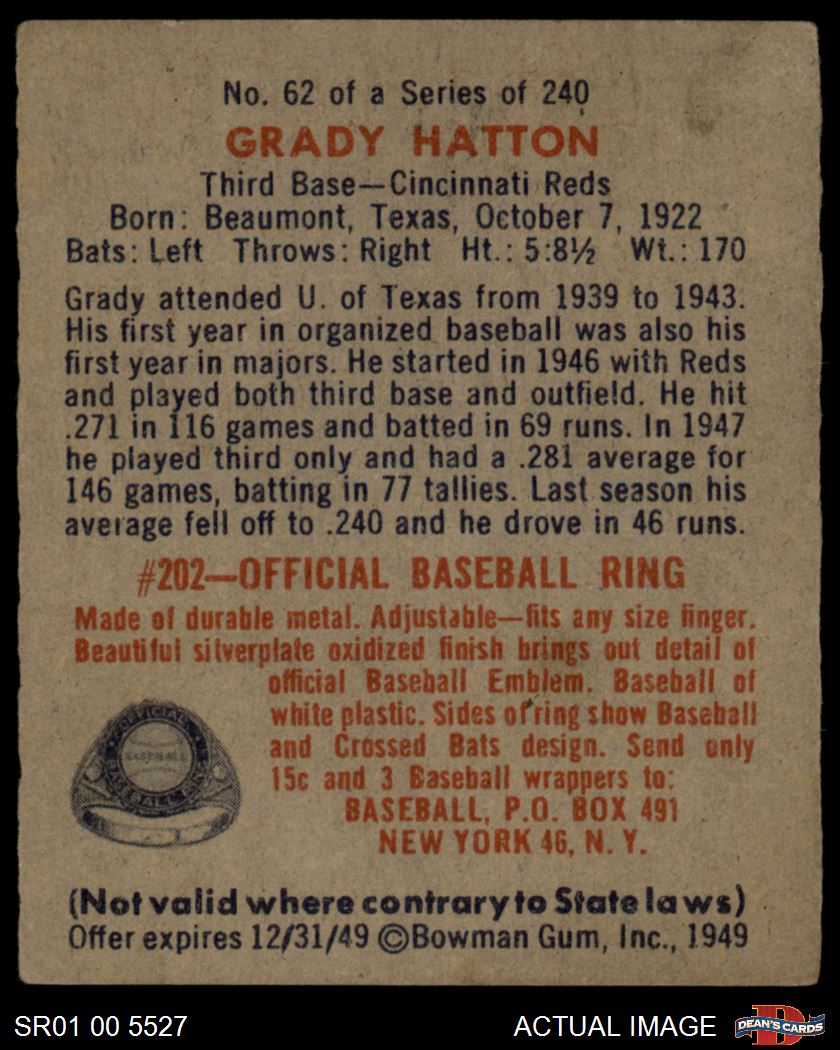 No. 62 of a Series of 240
GRADY HATTON
Third Base—Cincinnati Reds
Born: Beaumont, Texas, October 7, 1922
Bats: Left Throws: Right Ht.: 5:8½ Wt.: 170
Grady attended U. of Texas from 1939 to 1943.
His first year in organized baseball was also his
first year in majors. He started in 1946 with Reds
and played both third base and outfield. He hit
.271 in 116 games and batted in 69 runs. In 1947
he played third only and had a .281 average for
146 games, batting in 77 tallies. Last season his
average fell off to .240 and he drove in 46 runs.
#202—OFFICIAL BASEBALL RING
Made of durable metal. Adjustable—fits any size finger.
Beautiful silverplate oxidized finish brings out detail of
official Baseball Emblem. Baseball of
white plastic. Sides of ring show Baseball
and Crossed Bats design. Send only
15c and 3 Baseball wrappers to:
BASEBALL, P.O. BOX 491
NEW YORK 46, N. Y.
OFFICIAL
BASEBALL
BASEBALL RING
(Not valid where contrary to State laws)
Offer expires 12/31/49 ©Bowman Gum, Inc., 1949
SR01 00 5527
ACTUAL IMAGE
D
DEAN'S CARDS